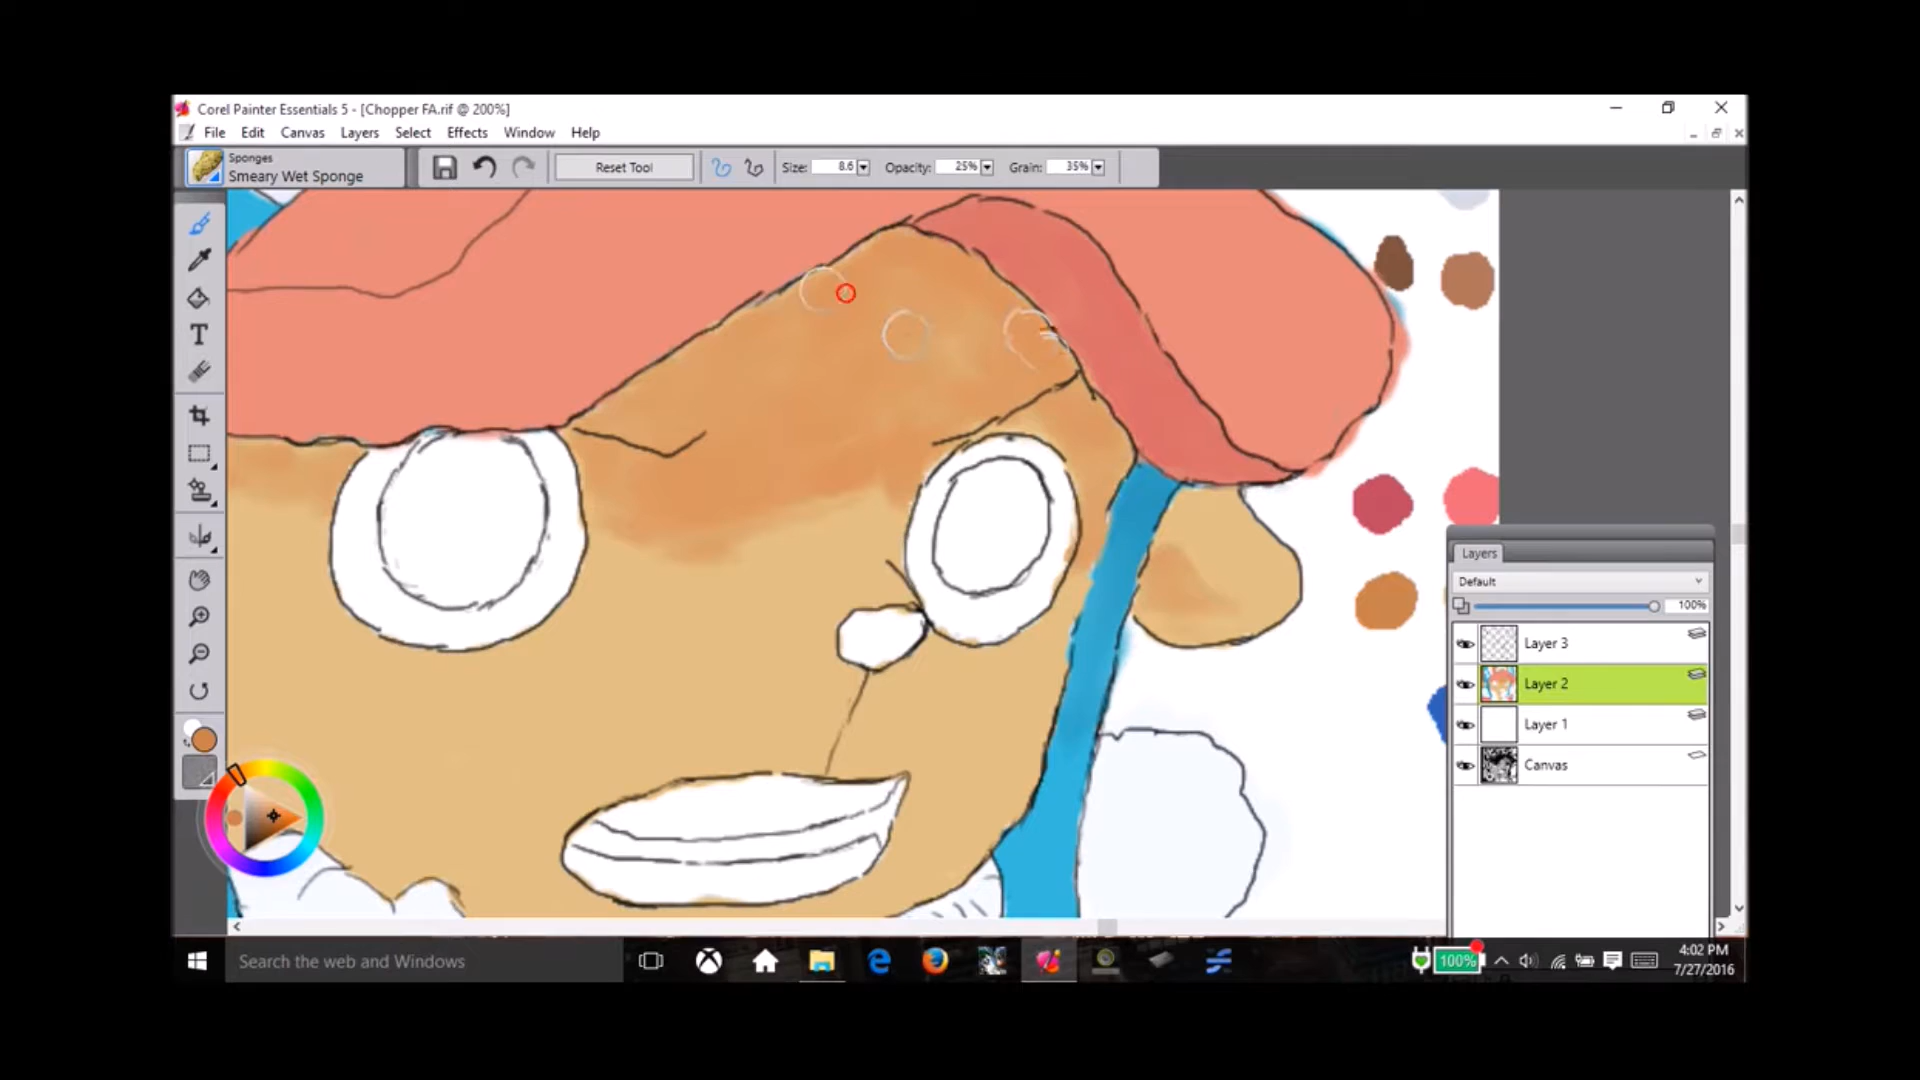 Corel Painter Essentials 5 - [Chopper FA.rif @ 200%]
File Edit Canvas Layers Select Effects Window Help
Sponges
Smeary Wet Sponge
Reset Tool
Size: 8.6
Opacity: 25%
Grain: 35%
T
Layers
Default
100%
Layer 3
Layer 2
Layer 1
Canvas
Search the web and Windows
100%
4:02 PM
7/27/2016